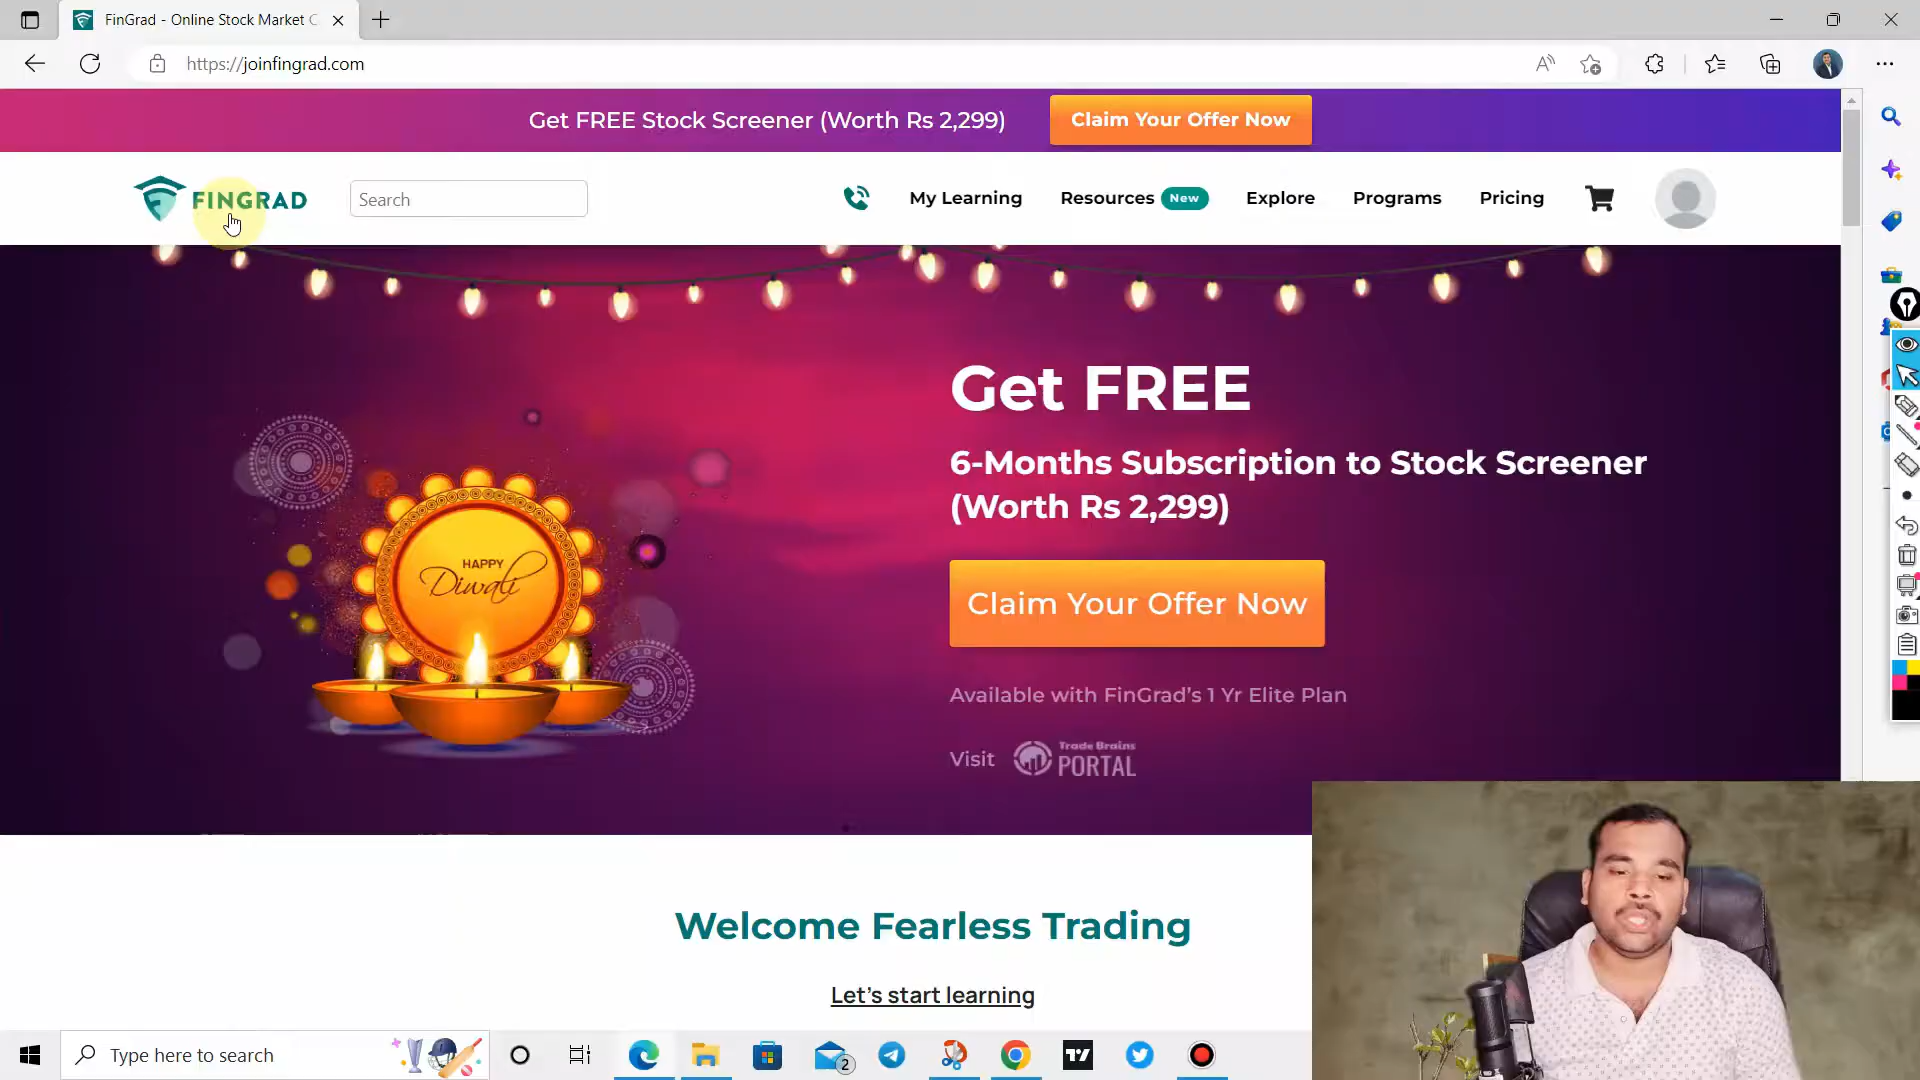 FinGrad - Online Stock Market C
https://joinfingrad.com
Get FREE Stock Screener (Worth Rs 2,299)
Claim Your Offer Now
FINGRAD
Search
My Learning
Resources New
Explore
Programs
Pricing
Get FREE
6-Months Subscription to Stock Screener
(Worth Rs 2,299)
Claim Your Offer Now
Available with FinGrad's 1 Yr Elite Plan
Visit
Trade Brains
PORTAL
HAPPY
Diwali
Welcome Fearless Trading
Let's start learning
Type here to search
2